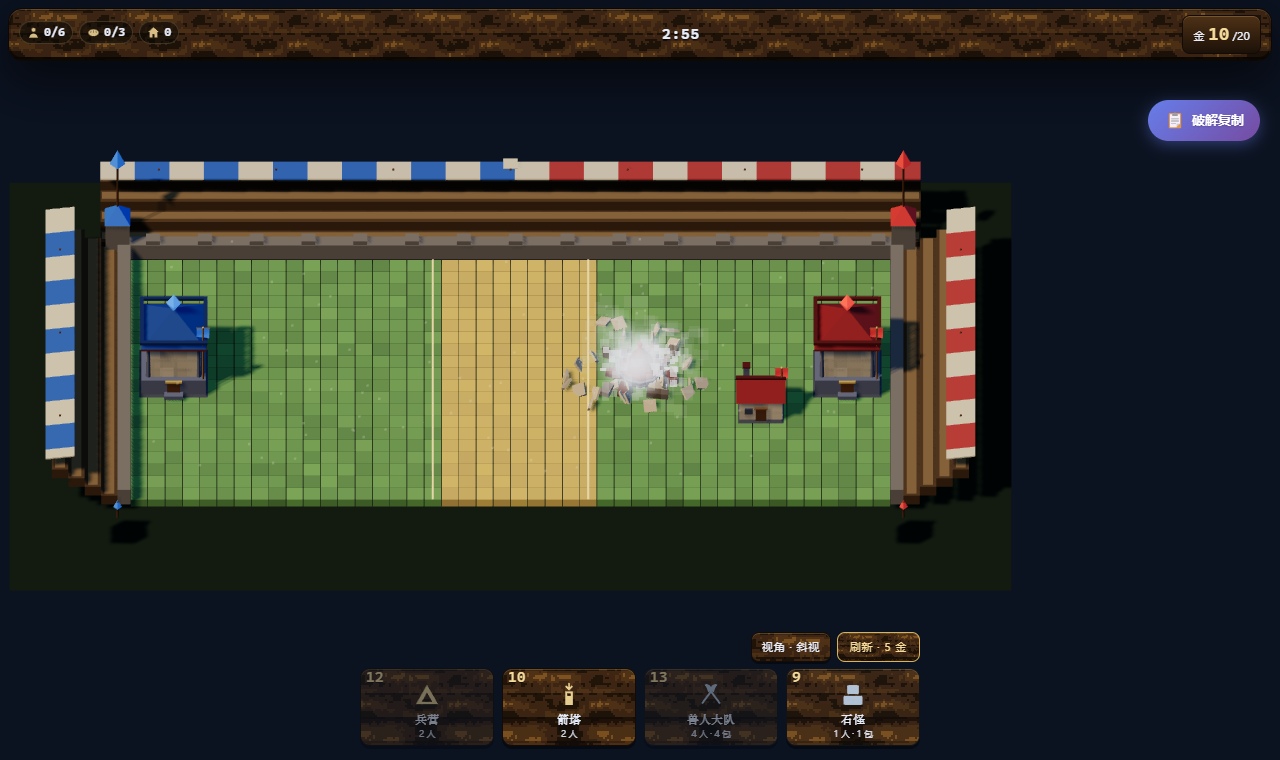 0/6 0/3 0
2:55
金 10 /20
破解复制
视角 · 斜视
刷新 · 5 金
12
兵营
2人
10
箭塔
2人
13
兽人大队
4人·4包
9
石怪
1人·1包